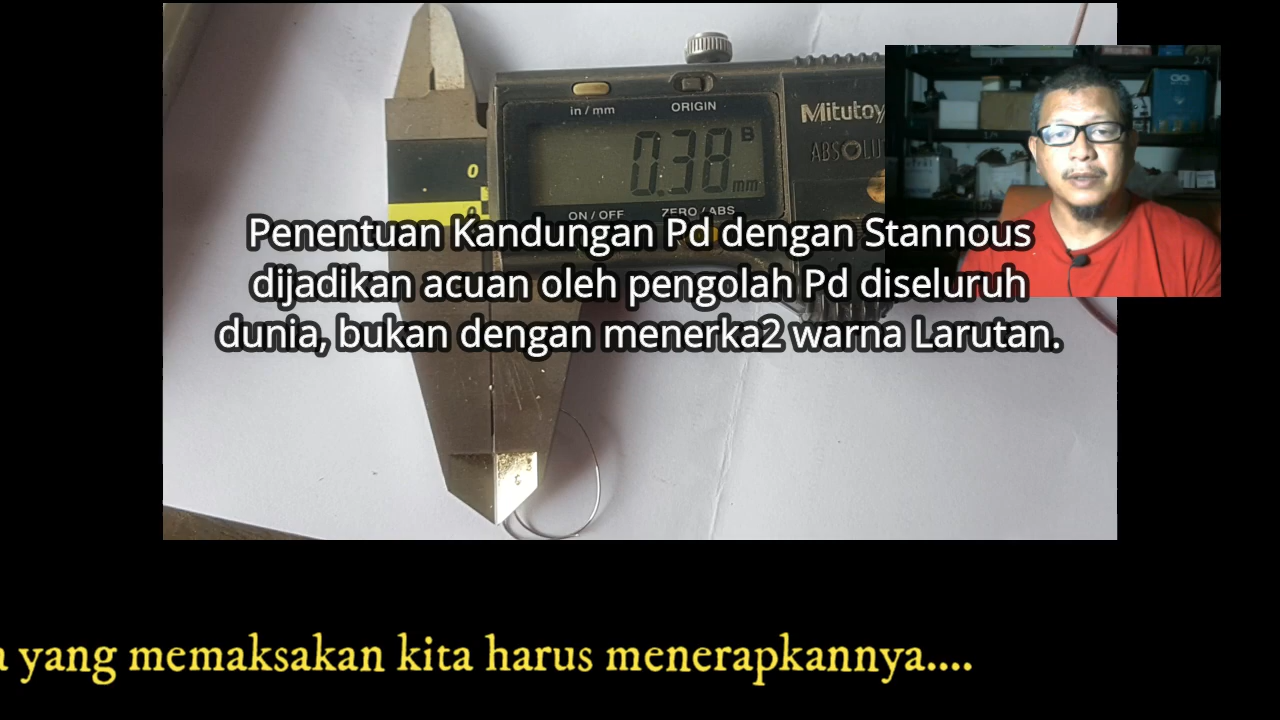 in / mm
ORIGIN
Mitutoy
ABSOLU
0.38 B
mm
0
ON / OFF
ZERO / ABS
Penentuan Kandungan Pd dengan Stannous
dijadikan acuan oleh pengolah Pd diseluruh
dunia, bukan dengan menerka2 warna Larutan.
a yang memaksakan kita harus menerapkannya....